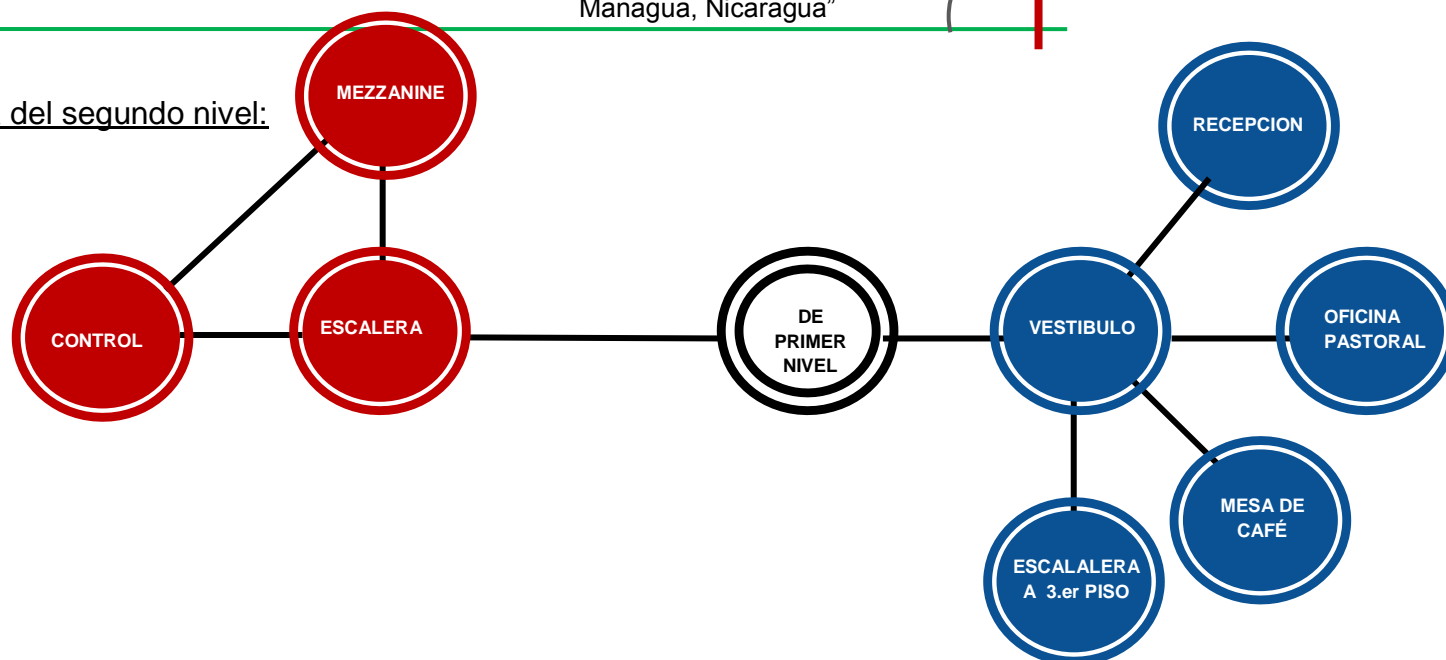 Managua, Nicaragua”
del segundo nivel:
MEZZANINE
RECEPCION
CONTROL
ESCALERA
DE
PRIMER
NIVEL
VESTIBULO
OFICINA
PASTORAL
MESA DE
CAFÉ
ESCALALERA
A 3.er PISO